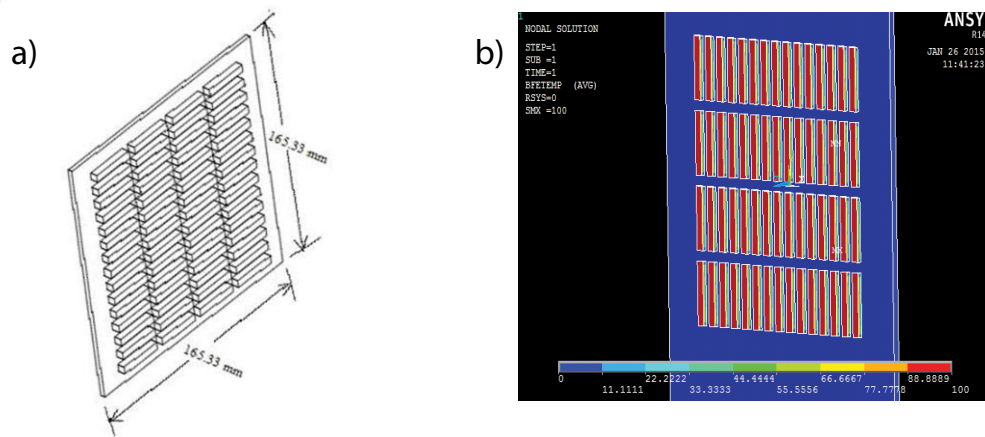 a)
165.33 mm
165.33 mm
b)
1
NODAL SOLUTION
STEP=1
SUB =1
TIME=1
BFETEMP (AVG)
RSYS=0
SMX =100
ANSY
R14
JAN 26 2015
11:41:23
MN
X
MX
0
22.2222
44.4444
66.6667
88.8889
11.1111
33.3333
55.5556
77.7778
100